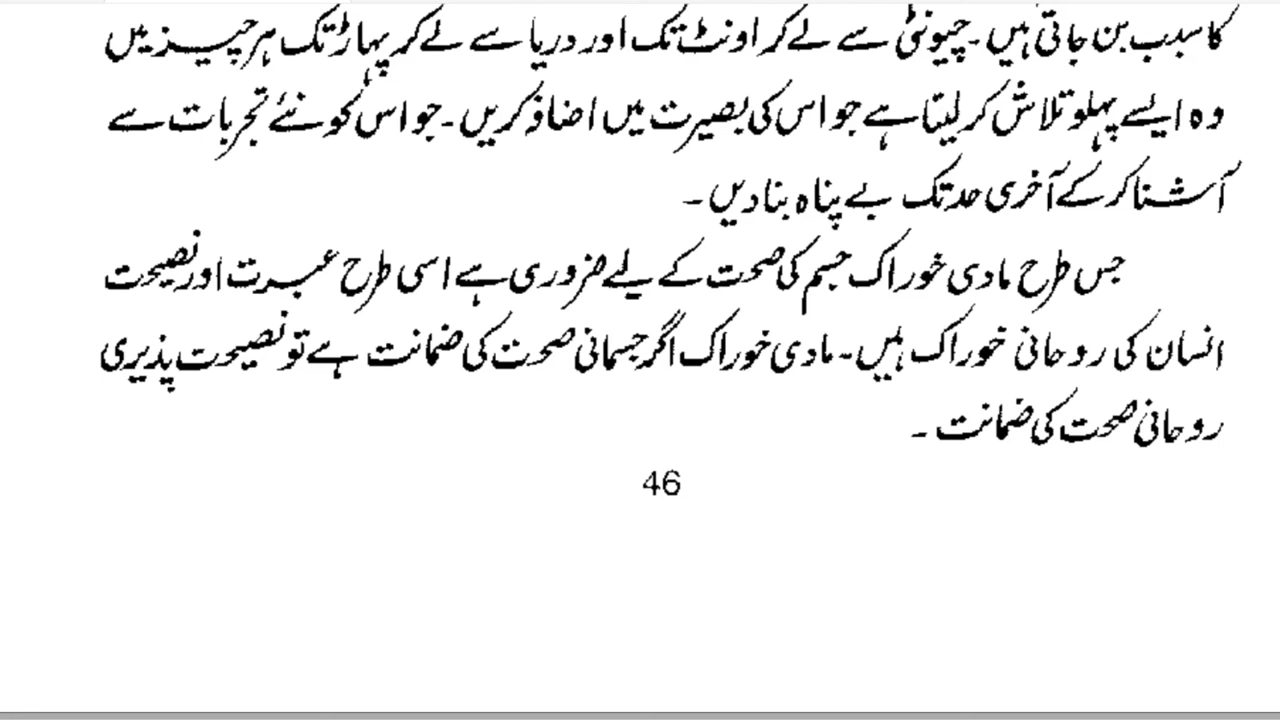 کا سبب بن جاتی ہیں۔ چیونٹی سے لے کر اونٹ تک اور دریا سے لے کر پہاڑ تک ہر چیز میں
وہ ایسے پہلو تلاش کر لیتا ہے جو اس کی بصیرت میں اضافہ کریں۔ جو اس کو نئے تجربات سے
آشنا کر کے آخری حد تک بے پناہ بنا دیں۔
جس طرح مادی خوراک جسم کی صحت کے لیے ضروری ہے اسی طرح عبرت اور نصیحت
انسان کی روحانی خوراک ہیں۔ مادی خوراک اگر جسمانی صحت کی ضمانت ہے تو نصیحت پذیری
روحانی صحت کی ضمانت۔
46